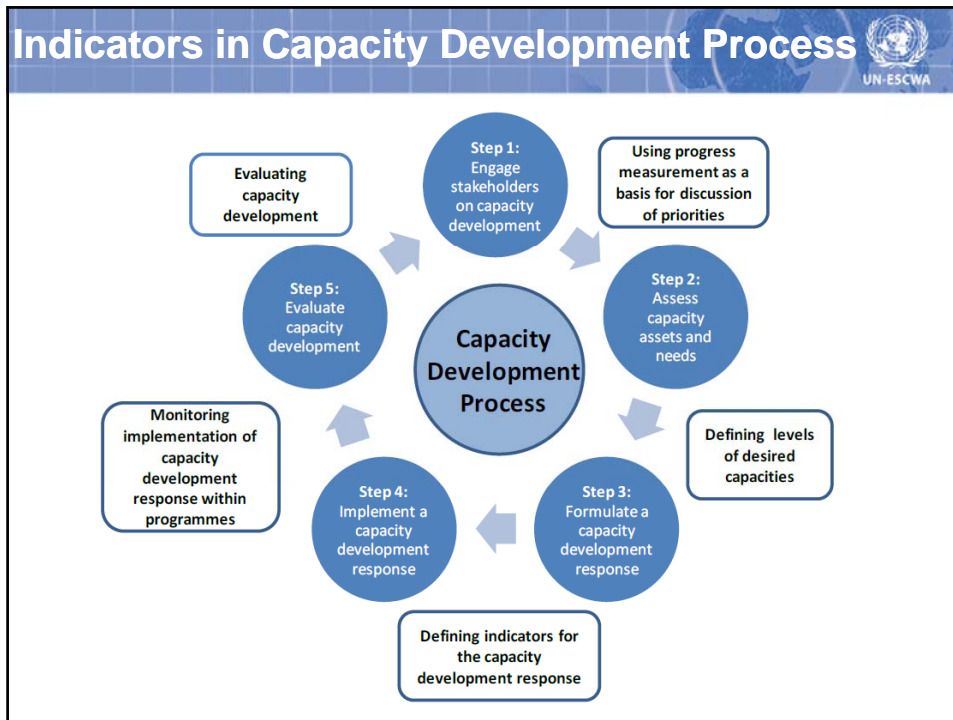 Indicators in Capacity Development Process
UN-ESCWA
Step 1:
Engage
stakeholders
on capacity
development
Using progress
measurement as a
basis for discussion
of priorities
Step 2:
Assess
capacity
assets and
needs
Defining levels
of desired
capacities
Step 3:
Formulate a
capacity
development
response
Defining indicators for
the capacity
development response
Step 4:
Implement a
capacity
development
response
Monitoring
implementation of
capacity
development
response within
programmes
Step 5:
Evaluate
capacity
development
Evaluating
capacity
development
Capacity
Development
Process